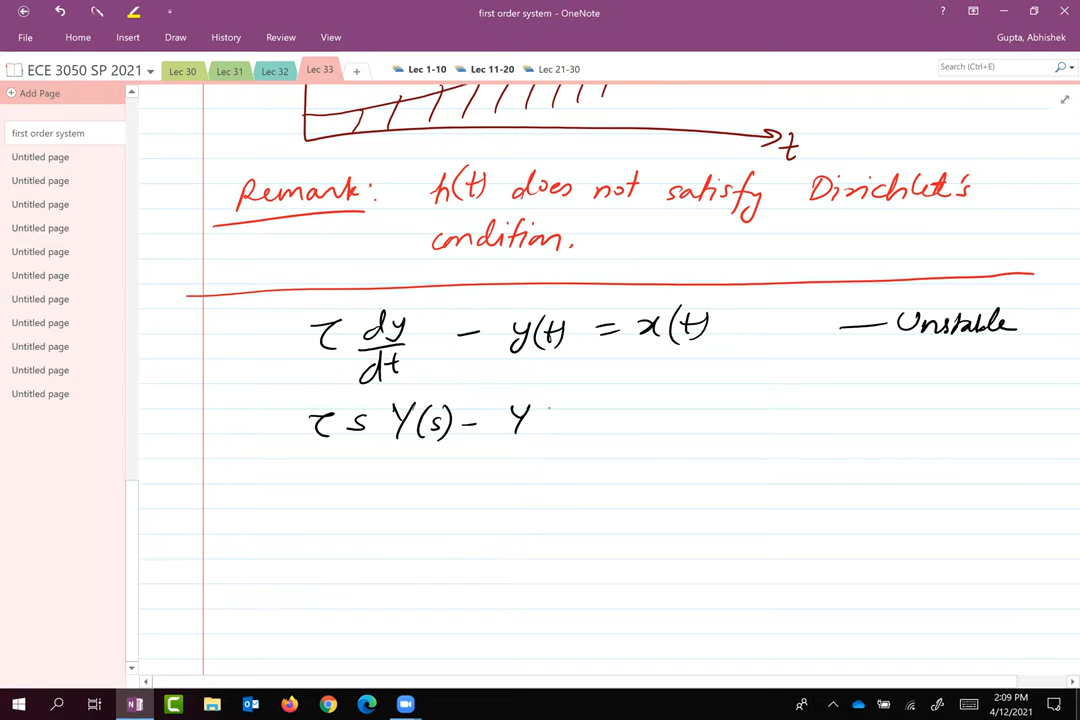 first order system - OneNote
Gupta, Abhishek
File Home Insert Draw History Review View
ECE 3050 SP 2021 Lec 30 Lec 31 Lec 32 Lec 33 Lec 1-10 Lec 11-20 Lec 21-30
Search (Ctrl+E)
Add Page
first order system
Untitled page
Untitled page
Untitled page
Untitled page
Untitled page
Untitled page
Untitled page
Untitled page
Untitled page
Untitled page
Untitled page
t
Remark: h(t) does not satisfy Dirichlet's
condition.
τ dy/dt - y(t) = x(t) — Unstable
τ s Y(s) - Y
2:09 PM
4/12/2021